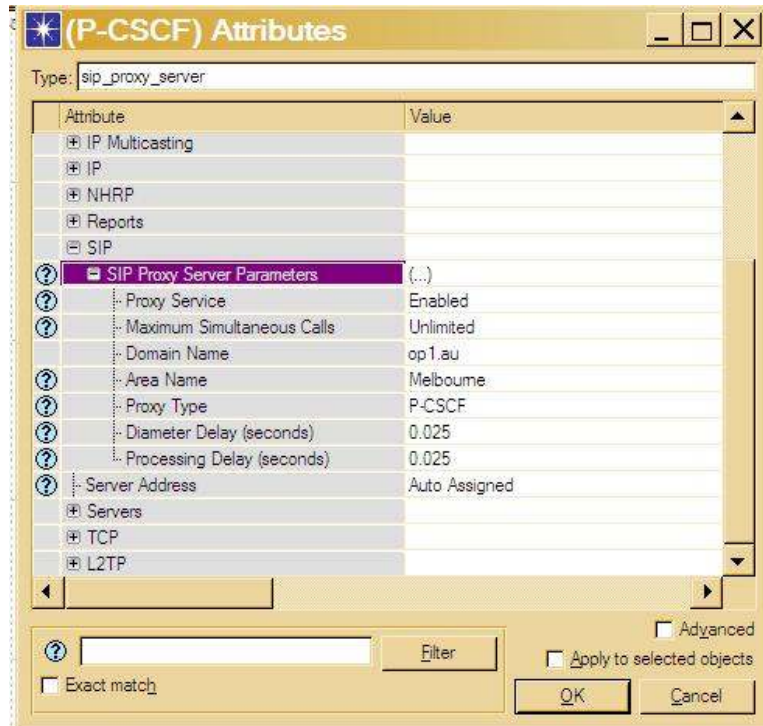 (P-CSCF) Attributes
Type: sip_proxy_server
Attribute Value
IP Multicasting
IP
NHRP
Reports
SIP
SIP Proxy Server Parameters (...)
Proxy Service Enabled
Maximum Simultaneous Calls Unlimited
Domain Name op1.au
Area Name Melbourne
Proxy Type P-CSCF
Diameter Delay (seconds) 0.025
Processing Delay (seconds) 0.025
Server Address Auto Assigned
Servers
TCP
L2TP
Advanced
Filter Apply to selected objects
Exact match OK Cancel